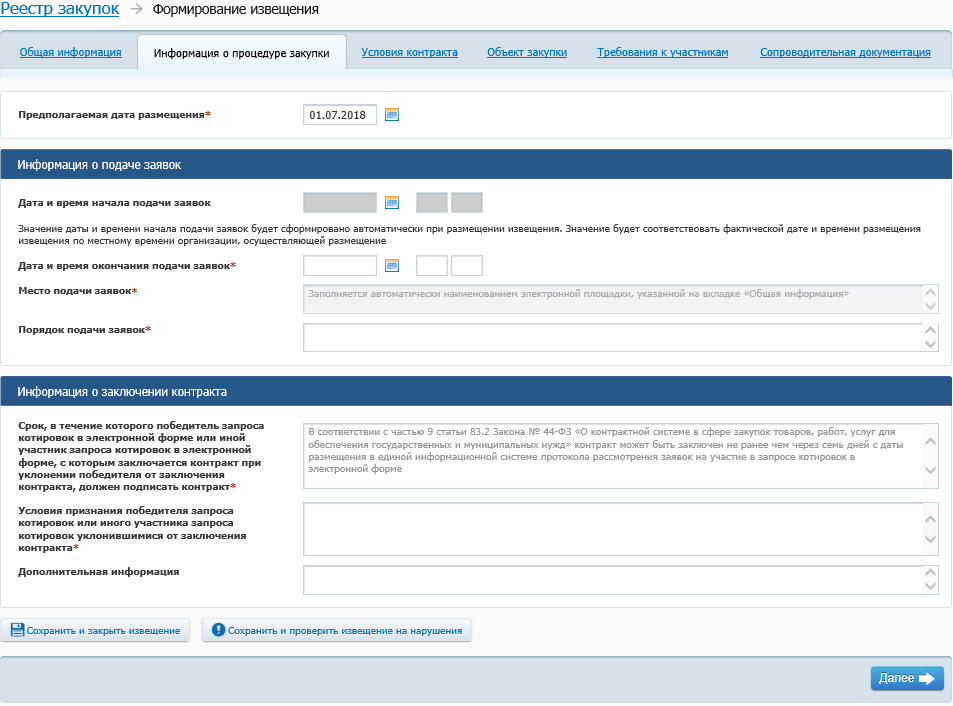 Реестр закупок → Формирование извещения
Общая информация
Информация о процедуре закупки
Условия контракта
Объект закупки
Требования к участникам
Сопроводительная документация
Предполагаемая дата размещения*
01.07.2018
Информация о подаче заявок
Дата и время начала подачи заявок
Значение даты и времени начала подачи заявок будет сформировано автоматически при размещении извещения. Значение будет соответствовать фактической дате и времени размещения
извещения по местному времени организации, осуществляющей размещение
Дата и время окончания подачи заявок*
Место подачи заявок*
Заполняется автоматически наименованием электронной площадки, указанной на вкладке «Общая информация»
Порядок подачи заявок*
Информация о заключении контракта
Срок, в течение которого победитель запроса
котировок в электронной форме или иной
участник запроса котировок в электронной
форме, с которым заключается контракт при
уклонении победителя от заключения
контракта, должен подписать контракт*
В соответствии с частью 9 статьи 83.2 Закона № 44-ФЗ «О контрактной системе в сфере закупок товаров, работ, услуг для
обеспечения государственных и муниципальных нужд» контракт может быть заключен не ранее чем через семь дней с даты
размещения в единой информационной системе протокола рассмотрения заявок на участие в запросе котировок в
электронной форме
Условия признания победителя запроса
котировок или иного участника запроса
котировок уклонившимися от заключения
контракта*
Дополнительная информация
Сохранить и закрыть извещение
Сохранить и проверить извещение на нарушения
Далее